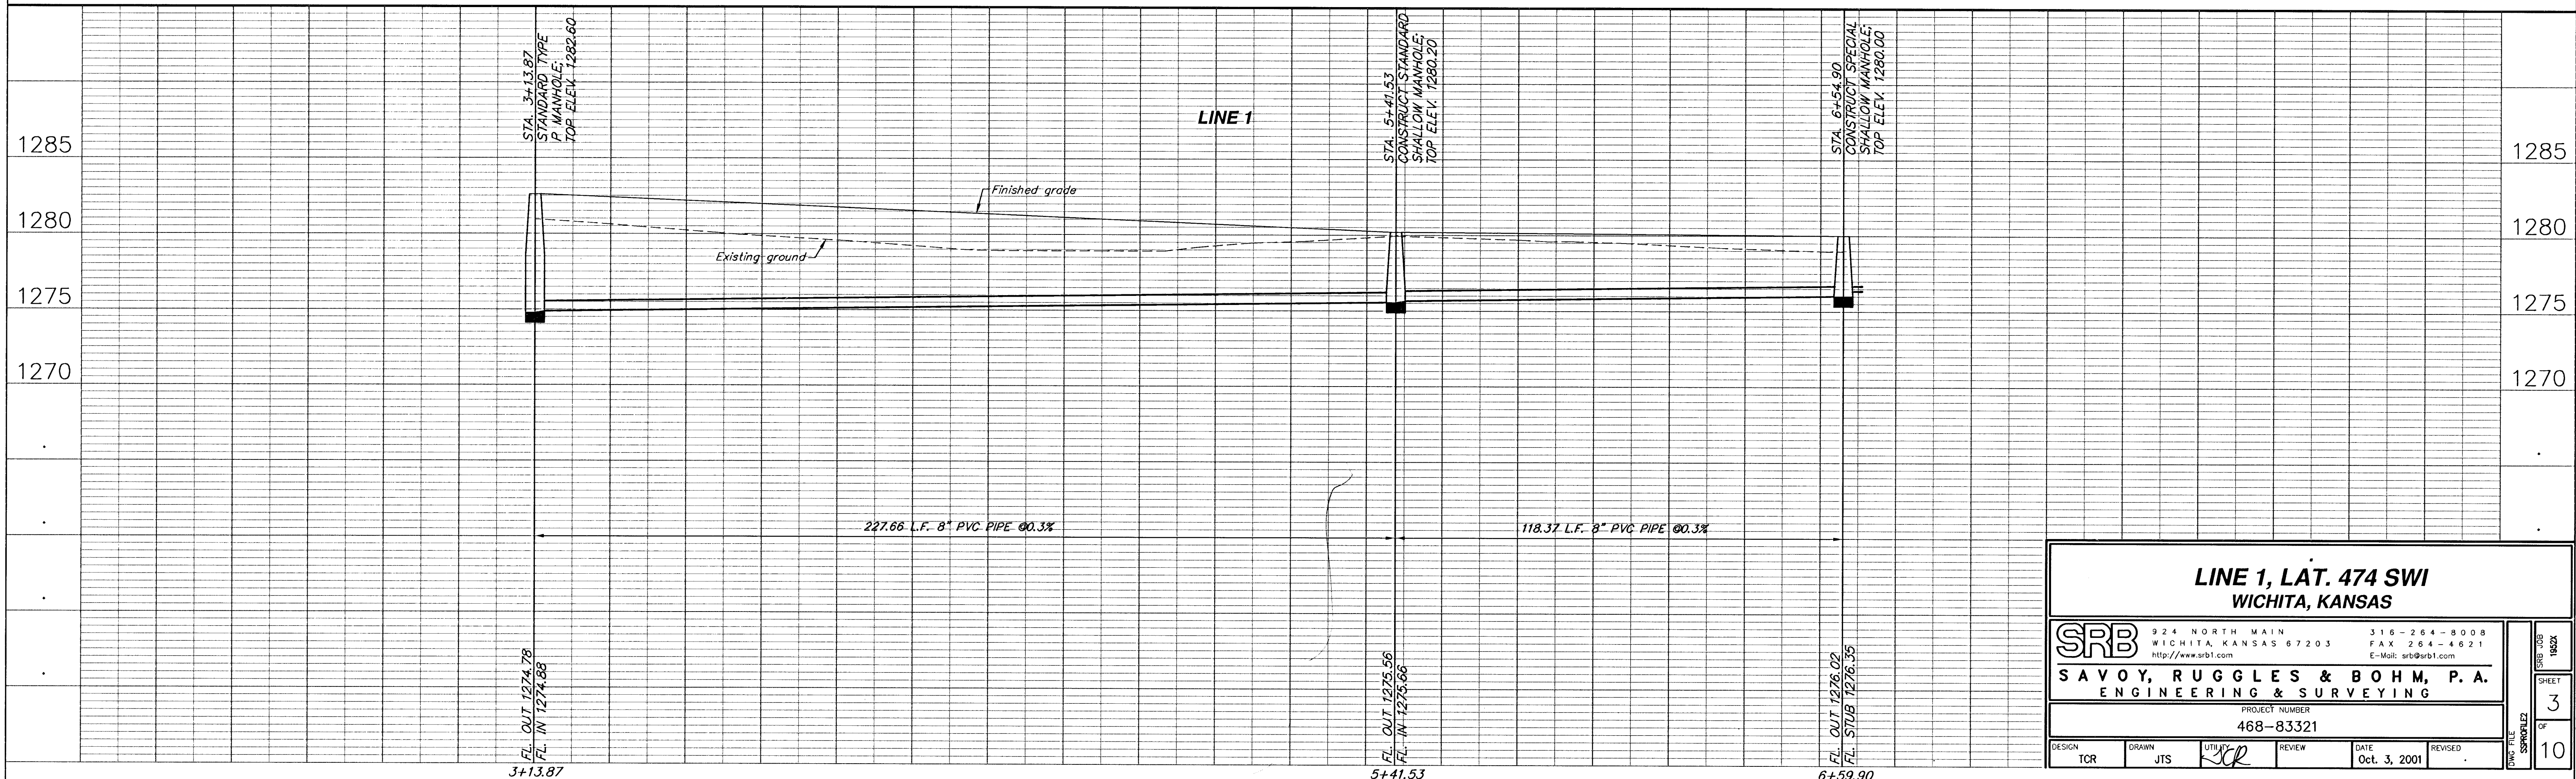 STA. 3+13.87
STANDARD TYPE
P MANHOLE;
TOP ELEV. 1282.60
LINE 1
STA. 5+41.53
CONSTRUCT STANDARD
SHALLOW MANHOLE;
TOP ELEV. 1280.20
STA. 6+54.90
CONSTRUCT SPECIAL
SHALLOW MANHOLE;
TOP ELEV. 1280.00
1285
1285
Finished grade
1280
1280
Existing ground
1275
1275
1270
1270
227.66 L.F. 8" PVC PIPE @0.3%
118.37 L.F. 8" PVC PIPE @0.3%
FL. OUT 1274.78
FL. IN 1274.88
3+13.87
FL. OUT 1275.56
FL. IN 1275.66
5+41.53
FL. OUT 1276.02
FL. STUB 1276.35
6+59.90
LINE 1, LAT. 474 SWI
WICHITA, KANSAS
SRB
924 NORTH MAIN
WICHITA, KANSAS 67203
http://www.srb1.com
316-264-8008
FAX 264-4621
E-Mail: srb@srb1.com
SAVOY, RUGGLES & BOHM, P.A.
ENGINEERING & SURVEYING
PROJECT NUMBER
468-83321
DESIGN
TCR
DRAWN
JTS
UTILITY
REVIEW
DATE
Oct. 3, 2001
REVISED
DWG FILE
SSPROFILE2
SRB JOB
1952X
SHEET
3
OF
10